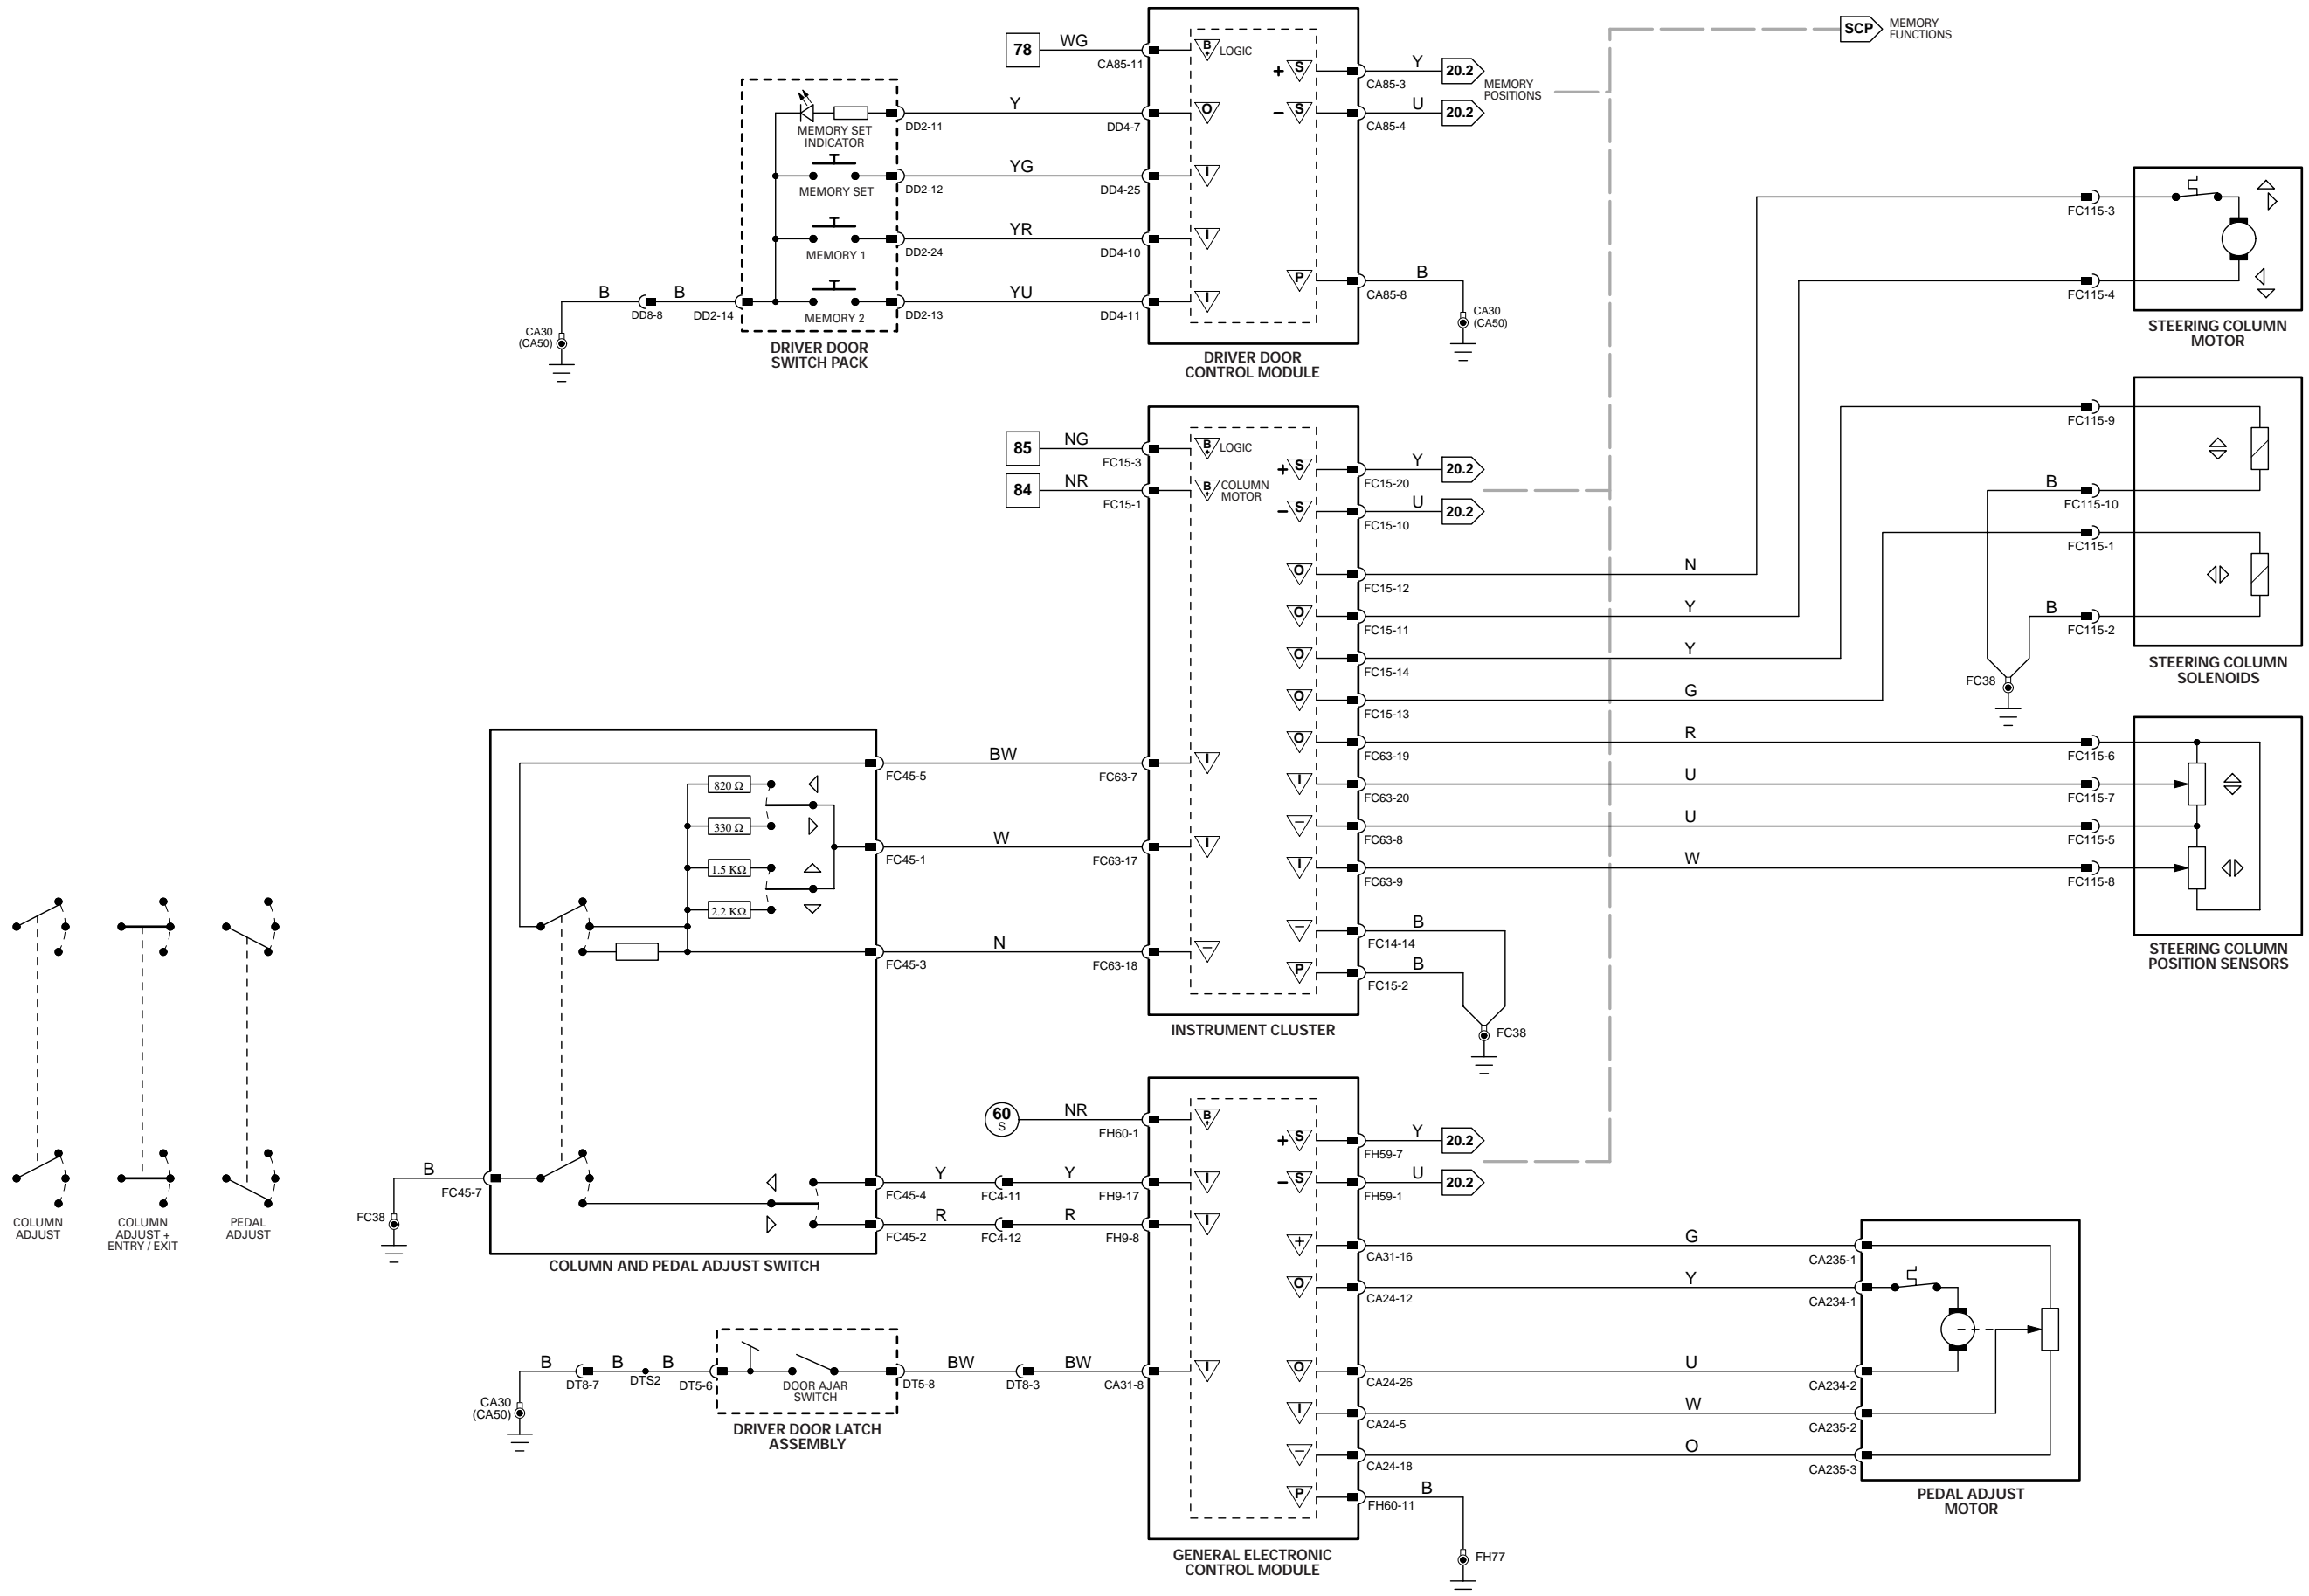 SCP
MEMORY
FUNCTIONS
78
WG
CA85-11
B
+
LOGIC
+
S
CA85-3
Y
20.2
MEMORY
POSITIONS
-
S
CA85-4
U
20.2
MEMORY SET
INDICATOR
DD2-11
Y
DD4-7
O
MEMORY SET
DD2-12
YG
DD4-25
I
MEMORY 1
DD2-24
YR
DD4-10
I
MEMORY 2
DD2-13
YU
DD4-11
I
P
CA85-8
B
CA30
(CA50)
B
DD8-8
B
DD2-14
CA30
(CA50)
DRIVER DOOR
SWITCH PACK
DRIVER DOOR
CONTROL MODULE
FC115-3
FC115-4
STEERING COLUMN
MOTOR
85
NG
FC15-3
B
+
LOGIC
84
NR
FC15-1
B
+
COLUMN
MOTOR
+
S
FC15-20
Y
20.2
-
S
FC15-10
U
20.2
O
FC15-12
N
O
FC15-11
Y
O
FC15-14
Y
O
FC15-13
G
O
FC63-19
R
FC115-6
I
FC63-20
U
FC115-7
-
FC63-8
U
FC115-5
I
FC63-9
W
FC115-8
-
FC14-14
B
P
FC15-2
B
FC38
INSTRUMENT CLUSTER
FC115-9
B
FC115-10
FC115-1
B
FC115-2
FC38
STEERING COLUMN
SOLENOIDS
STEERING COLUMN
POSITION SENSORS
FC45-5
BW
FC63-7
I
820 Ω
330 Ω
1.5 KΩ
2.2 KΩ
FC45-1
W
FC63-17
I
FC45-3
N
FC63-18
-
COLUMN
ADJUST
COLUMN
ADJUST +
ENTRY / EXIT
PEDAL
ADJUST
B
FC45-7
FC38
FC45-4
Y
FC4-11
Y
FH9-17
I
FC45-2
R
FC4-12
R
FH9-8
I
COLUMN AND PEDAL ADJUST SWITCH
60
S
NR
FH60-1
B
+
+
S
FH59-7
Y
20.2
-
S
FH59-1
U
20.2
+
CA31-16
G
CA235-1
O
CA24-12
Y
CA234-1
O
CA24-26
U
CA234-2
I
CA24-5
W
CA235-2
-
CA24-18
O
CA235-3
P
FH60-11
B
FH77
PEDAL ADJUST
MOTOR
CA30
(CA50)
B
DT8-7
B
DTS2
B
DT5-6
DOOR AJAR
SWITCH
DT5-8
BW
DT8-3
BW
CA31-8
I
DRIVER DOOR LATCH
ASSEMBLY
GENERAL ELECTRONIC
CONTROL MODULE